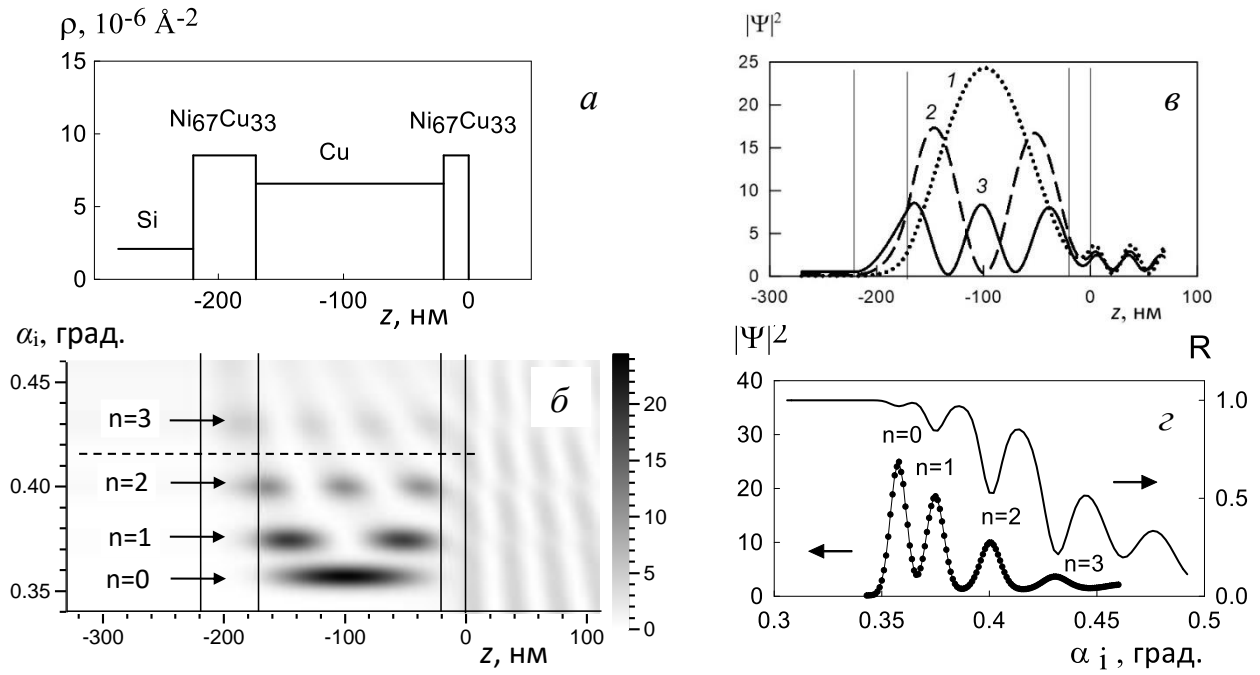 ρ, 10⁻⁶ Å⁻²
15
10
5
0
Ni₆₇Cu₃₃
Ni₆₇Cu₃₃
Cu
Si
а
-200
-100
0
z, нм
|Ψ|²
25
20
15
10
5
0
1
2
3
в
-300
-200
-100
0
100
z, нм
αᵢ, град.
0.45
0.40
0.35
n=3
n=2
n=1
n=0
б
20
15
10
5
0
-300
-200
-100
0
100
z, нм
|Ψ|2
R
40
30
35
25
20
15
10
0
1.0
0.5
0.0
n=0
n=1
n=2
n=3
г
0.3
0.35
0.4
0.45
0.5
α i , град.